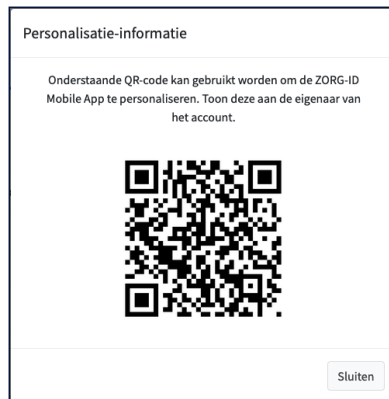 Personalisatie-informatie
Onderstaande QR-code kan gebruikt worden om de ZORG-ID
Mobile App te personaliseren. Toon deze aan de eigenaar van
het account.
Sluiten